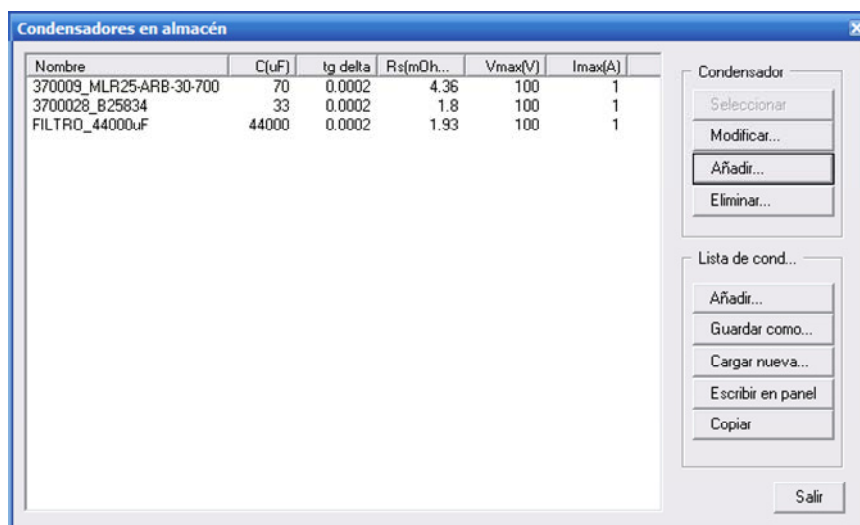 Condensadores en almacén
Nombre C(uF) tg delta Rs(mOh... Vmax(V) Imax(A)
370009_MLR25-ARB-30-700 70 0.0002 4.36 100 1
3700028_B25834 33 0.0002 1.8 100 1
FILTRO_44000uF 44000 0.0002 1.93 100 1
Condensador
Seleccionar
Modificar...
Añadir...
Eliminar...
Lista de cond...
Añadir...
Guardar como...
Cargar nueva...
Escribir en panel
Copiar
Salir